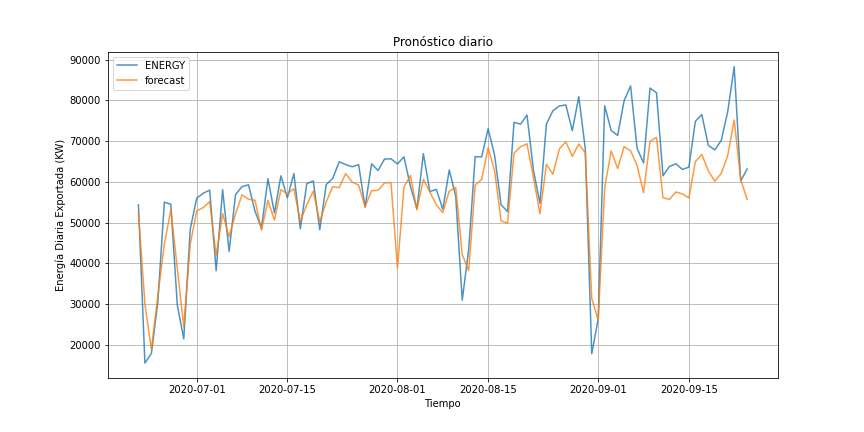 Pronóstico diario
ENERGY
forecast
Energía Diaria Exportada (KW)
90000
80000
70000
60000
50000
40000
30000
20000
2020-07-01 2020-07-15 2020-08-01 2020-08-15 2020-09-01 2020-09-15
Tiempo